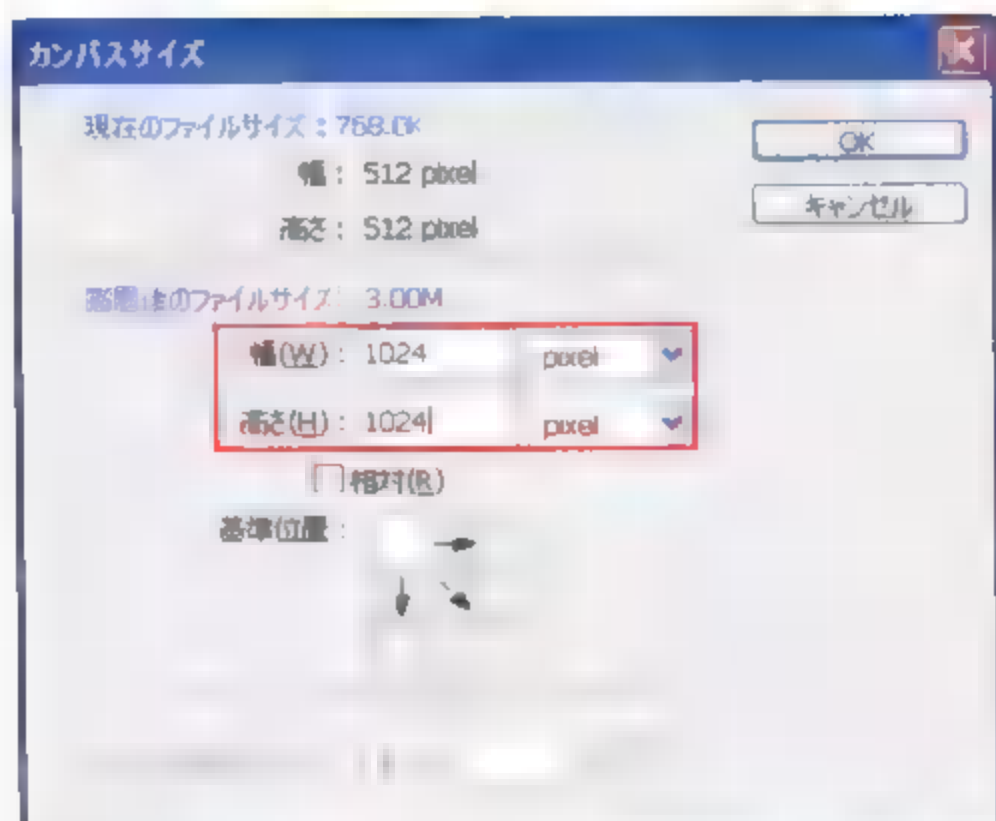 カンバスサイズ
現在のファイルサイズ：768.0K
幅： 512 pixel
高さ： 512 pixel
のファイルサイズ 3.00M
幅(W)： 1024 pixel
高さ(H)： 1024 pixel
相対(R)
基準位置：
OK
キャンセル